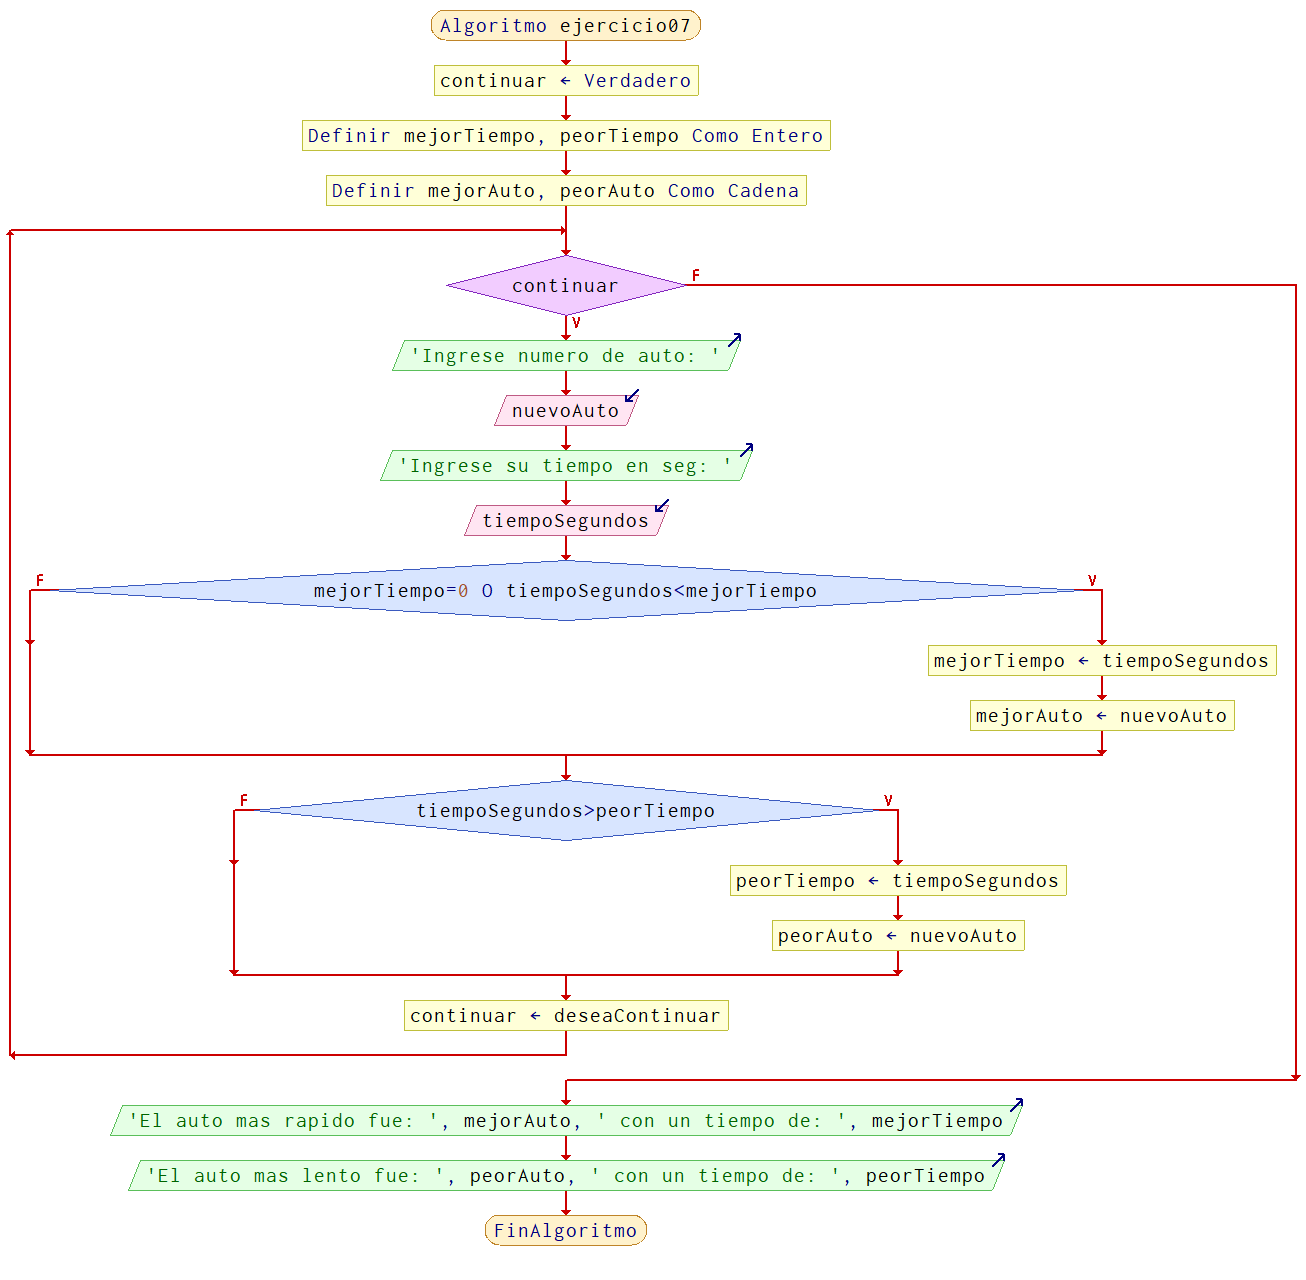 Algoritmo ejercicio07
continuar ← Verdadero
Definir mejorTiempo, peorTiempo Como Entero
Definir mejorAuto, peorAuto Como Cadena
continuar
F
V
'Ingrese numero de auto: '
nuevoAuto
'Ingrese su tiempo en seg: '
tiempoSegundos
F
mejorTiempo=0 O tiempoSegundos<mejorTiempo
V
mejorTiempo ← tiempoSegundos
mejorAuto ← nuevoAuto
F
tiempoSegundos>peorTiempo
V
peorTiempo ← tiempoSegundos
peorAuto ← nuevoAuto
continuar ← deseaContinuar
'El auto mas rapido fue: ', mejorAuto, ' con un tiempo de: ', mejorTiempo
'El auto mas lento fue: ', peorAuto, ' con un tiempo de: ', peorTiempo
FinAlgoritmo